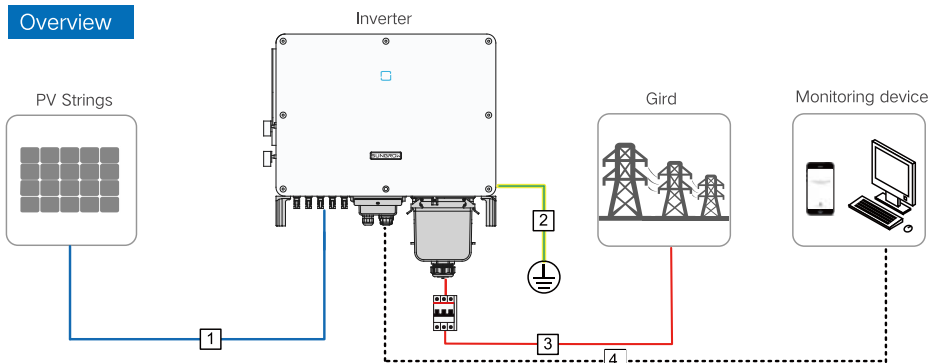 Overview
Inverter
PV Strings
Gird
Monitoring device
SUNGROW
2
1
3
4